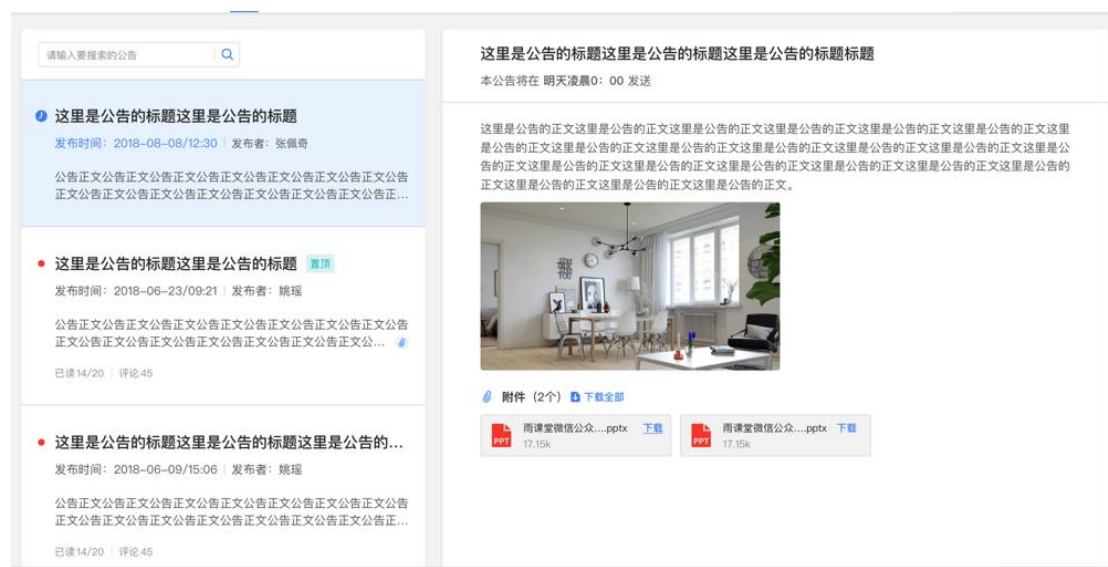 请输入要搜索的公告
这里是公告的标题这里是公告的标题
发布时间：2018-08-08/12:30 | 发布者：张佩奇
公告正文公告正文公告正文公告正文公告正文公告正文公告正文公告
正文公告正文公告正文公告正文公告正文公告正文公告正文公告正...
这里是公告的标题这里是公告的标题 置顶
发布时间：2018-06-23/09:21 | 发布者：姚瑶
公告正文公告正文公告正文公告正文公告正文公告正文公告正文公告
正文公告正文公告正文公告正文公告正文公告正文公告正文公...
已读14/20 | 评论45
这里是公告的标题这里是公告的标题这里是公告的...
发布时间：2018-06-09/15:06 | 发布者：姚瑶
公告正文公告正文公告正文公告正文公告正文公告正文公告正文公告
正文公告正文公告正文公告正文公告正文公告正文公告正文公告正...
已读14/20 | 评论45
这里是公告的标题这里是公告的标题这里是公告的标题标题
本公告将在 明天凌晨0：00 发送
这里是公告的正文这里是公告的正文这里是公告的正文这里是公告的正文这里是公告的正文这里是公告的正文这里
是公告的正文这里是公告的正文这里是公告的正文这里是公告的正文这里是公告的正文这里是公告的正文这里是公
告的正文这里是公告的正文这里是公告的正文这里是公告的正文这里是公告的正文这里是公告的正文这里是公告的
正文这里是公告的正文这里是公告的正文这里是公告的正文。
附件（2个） 下载全部
PPT 雨课堂微信公众....pptx 下载
17.15k
PPT 雨课堂微信公众....pptx 下载
17.15k